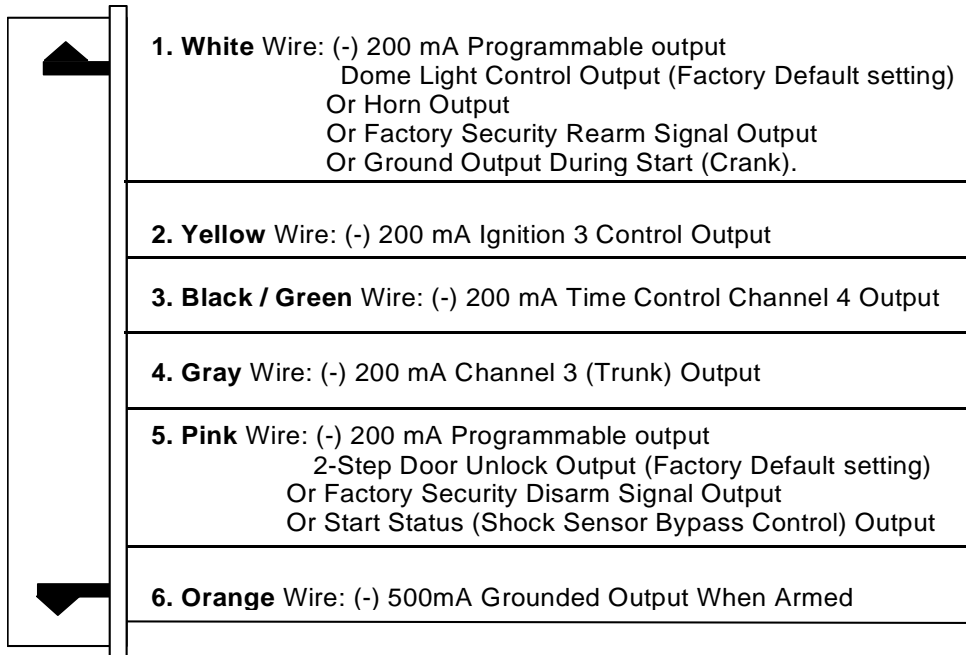 1. White Wire: (-) 200 mA Programmable output
Dome Light Control Output (Factory Default setting)
Or Horn Output
Or Factory Security Rearm Signal Output
Or Ground Output During Start (Crank).
2. Yellow Wire: (-) 200 mA Ignition 3 Control Output
3. Black / Green Wire: (-) 200 mA Time Control Channel 4 Output
4. Gray Wire: (-) 200 mA Channel 3 (Trunk) Output
5. Pink Wire: (-) 200 mA Programmable output
2-Step Door Unlock Output (Factory Default setting)
Or Factory Security Disarm Signal Output
Or Start Status (Shock Sensor Bypass Control) Output
6. Orange Wire: (-) 500mA Grounded Output When Armed